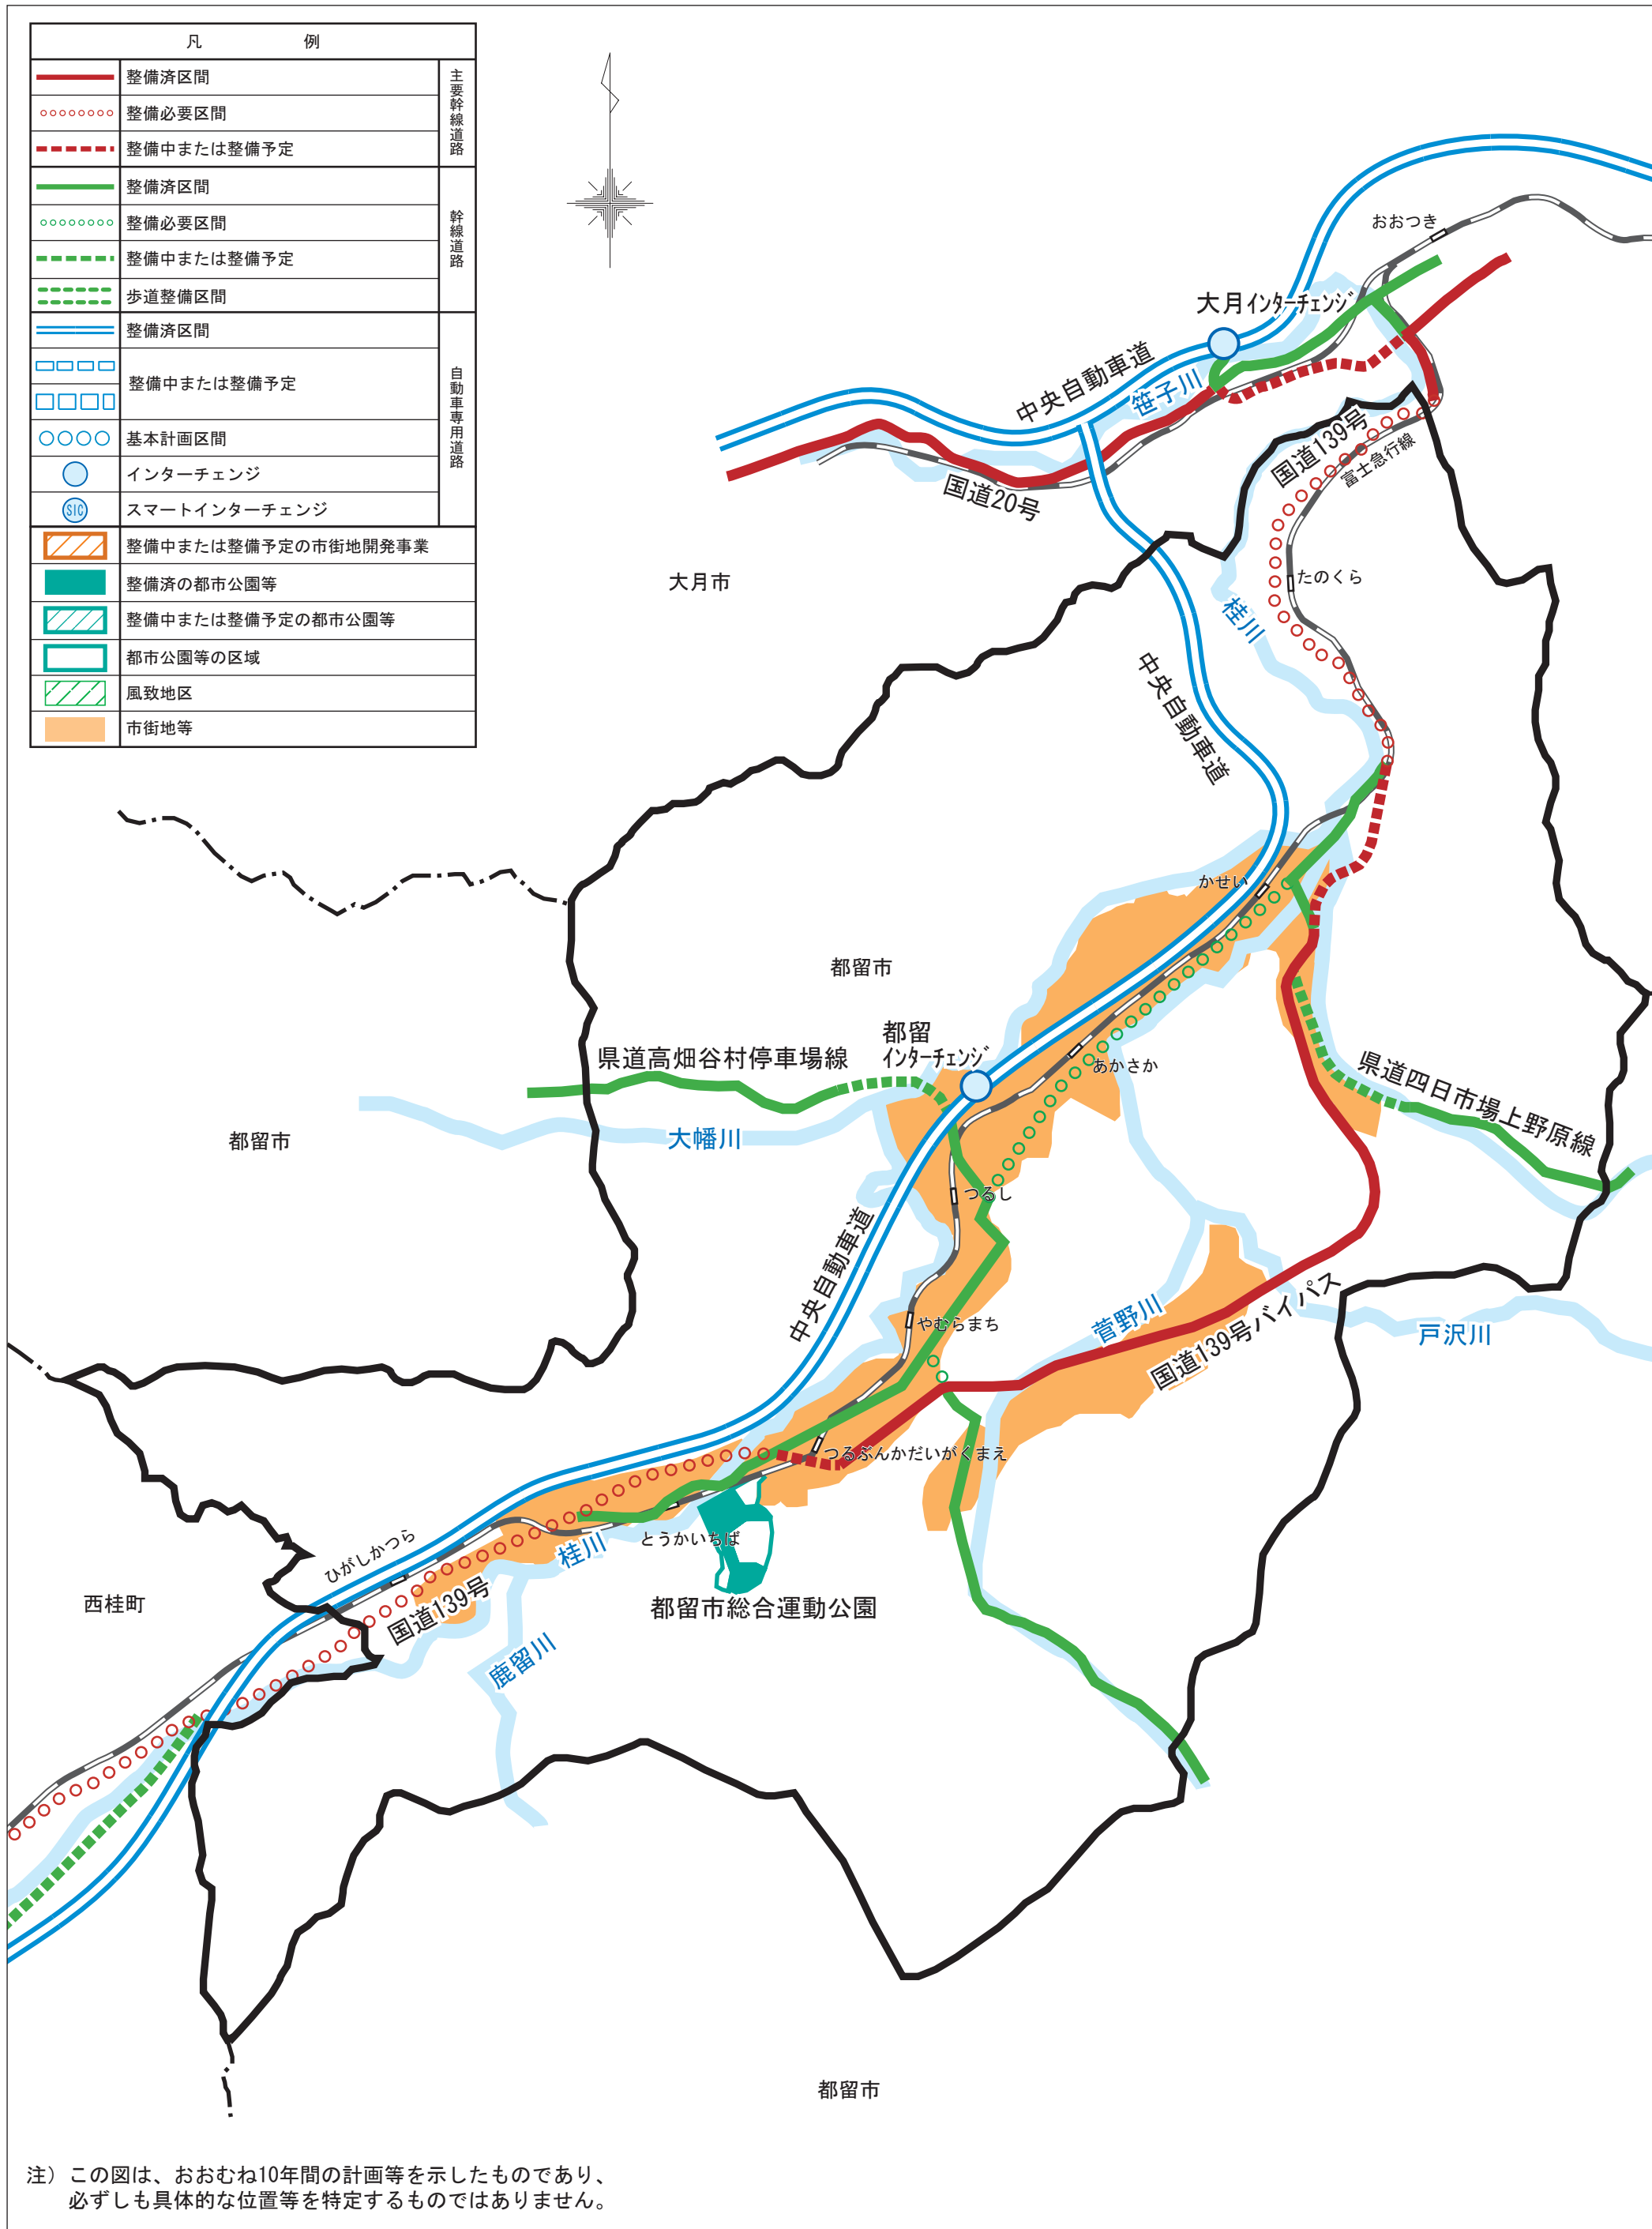 凡例
整備済区間
整備必要区間
整備中または整備予定
主要幹線道路
整備済区間
整備必要区間
整備中または整備予定
歩道整備区間
幹線道路
整備済区間
整備中または整備予定
基本計画区間
インターチェンジ
SIC
スマートインターチェンジ
自動車専用道路
整備中または整備予定の市街地開発事業
整備済の都市公園等
整備中または整備予定の都市公園等
都市公園等の区域
風致地区
市街地等
おおつき
大月インターチェンジ
中央自動車道
笹子川
国道139号
富士急行線
国道20号
大月市
たのくら
桂川
中央自動車道
かせい
都留市
都留
インターチェンジ
県道高畑谷村停車場線
あかさか
県道四日市場上野原線
大幡川
都留市
つるし
中央自動車道
やむらまち
菅野川
国道139号バイパス
戸沢川
つるぶんかだいがくまえ
とうかいちば
桂川
ひがしかつら
国道139号
西桂町
都留市総合運動公園
鹿留川
都留市
注）この図は、おおむね10年間の計画等を示したものであり、
必ずしも具体的な位置等を特定するものではありません。